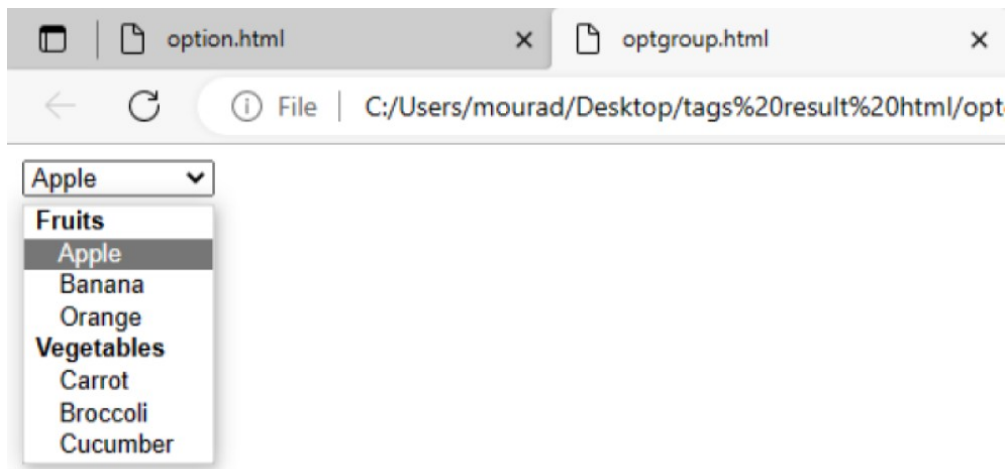 option.html
optgroup.html
File
C:/Users/mourad/Desktop/tags%20result%20html/opt
Apple
Fruits
Apple
Banana
Orange
Vegetables
Carrot
Broccoli
Cucumber